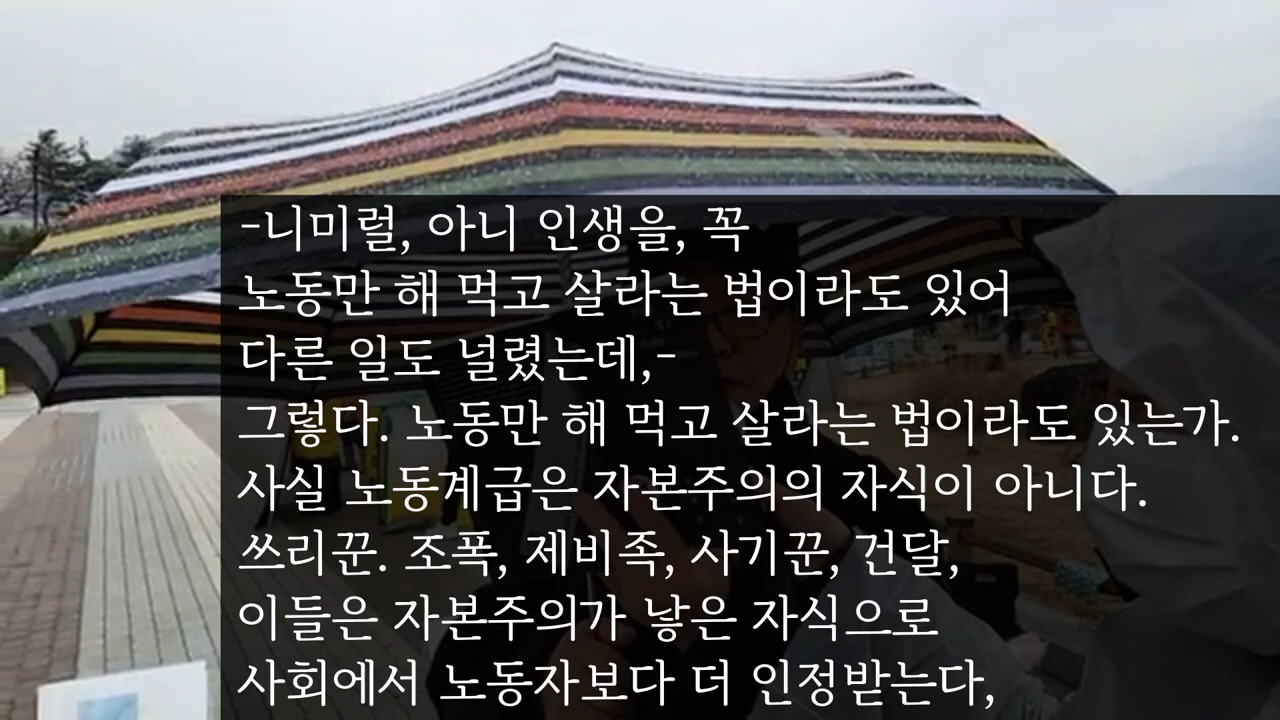 -니미럴, 아니 인생을, 꼭
노동만 해 먹고 살라는 법이라도 있어
다른 일도 널렸는데,-
그렇다. 노동만 해 먹고 살라는 법이라도 있는가.
사실 노동계급은 자본주의의 자식이 아니다.
쓰리꾼. 조폭, 제비족, 사기꾼, 건달,
이들은 자본주의가 낳은 자식으로
사회에서 노동자보다 더 인정받는다,